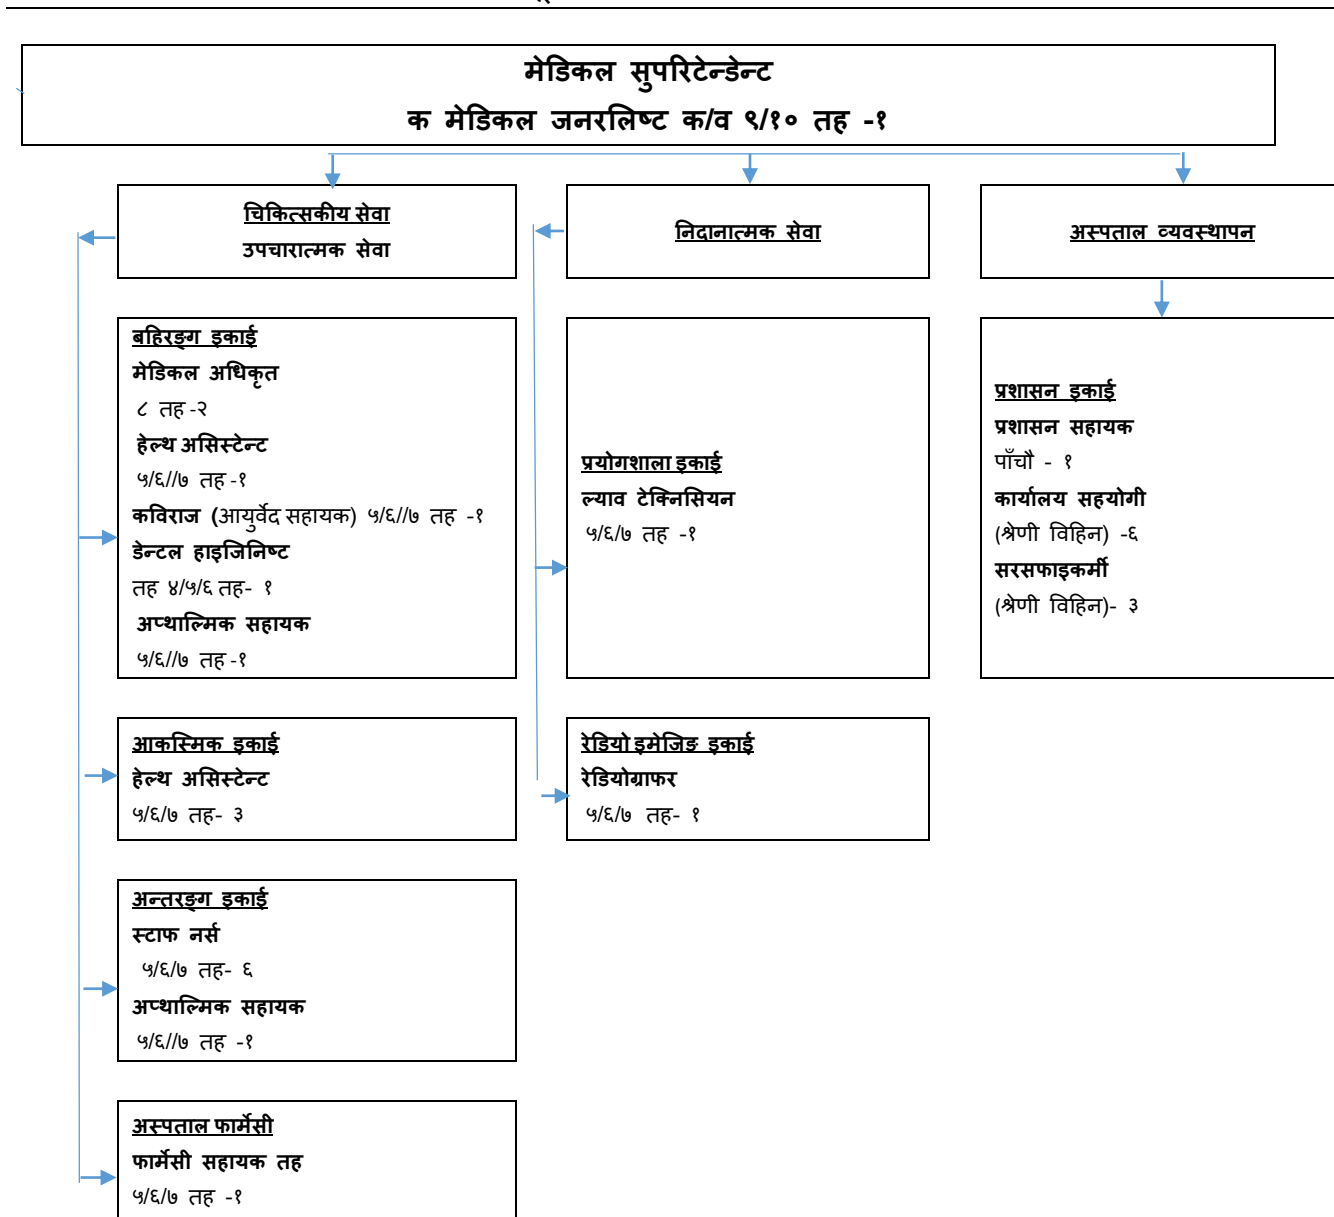 मेडिकल सुपरिटेन्डेन्ट
क मेडिकल जनरलिष्ट क/व ९/१० तह -१
चिकित्सकीय सेवा
उपचारात्मक सेवा
निदानात्मक सेवा
अस्पताल व्यवस्थापन
बहिरङ्ग इकाई
मेडिकल अधिकृत
८ तह -२
हेल्थ असिस्टेन्ट
५/६//७ तह -१
कविराज (आयुर्वेद सहायक) ५/६//७ तह -१
डेन्टल हाइजिनिष्ट
तह ४/५/६ तह- १
अप्थाल्मिक सहायक
५/६//७ तह -१
प्रयोगशाला इकाई
ल्याव टेक्निसियन
५/६/७ तह -१
प्रशासन इकाई
प्रशासन सहायक
पाँचौ - १
कार्यालय सहयोगी
(श्रेणी विहिन) -६
सरसफाइकर्मी
(श्रेणी विहिन)- ३
आकस्मिक इकाई
हेल्थ असिस्टेन्ट
५/६/७ तह- ३
रेडियो इमेजिङ इकाई
रेडियोग्राफर
५/६/७ तह- १
अन्तरङ्ग इकाई
स्टाफ नर्स
५/६/७ तह- ६
अप्थाल्मिक सहायक
५/६//७ तह -१
अस्पताल फार्मेसी
फार्मेसी सहायक तह
५/६/७ तह -१